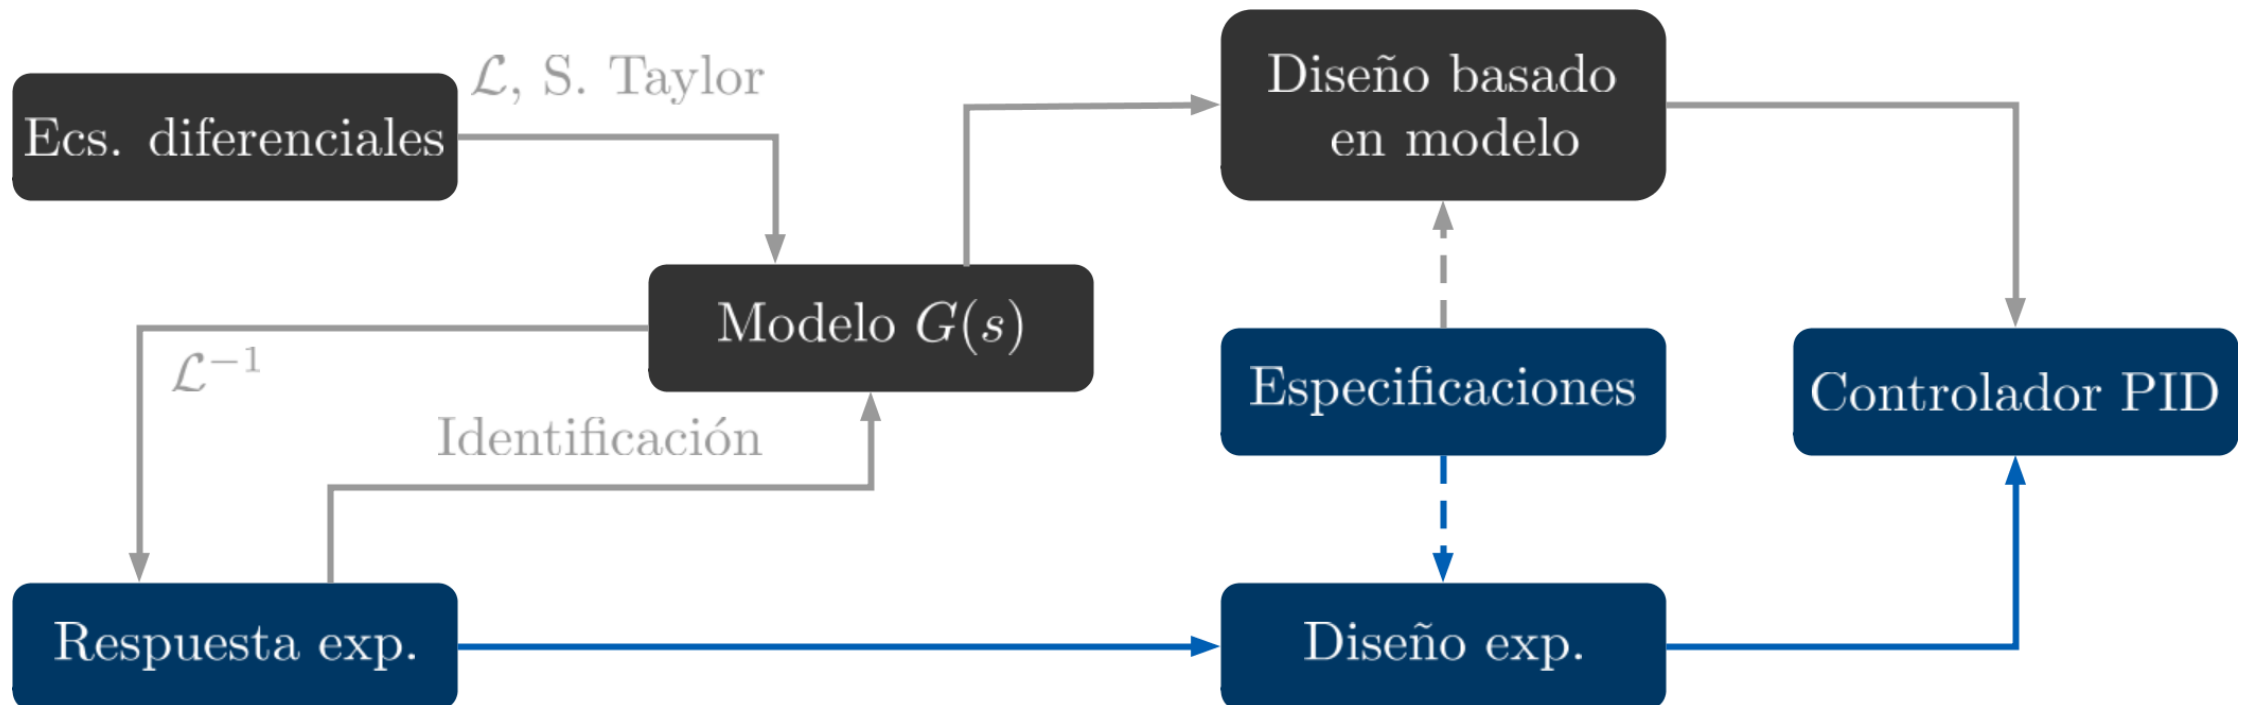 ℒ, S. Taylor
Ecs. diferenciales
Diseño basado
en modelo
Modelo G(s)
ℒ⁻¹
Identificación
Especificaciones
Controlador PID
Respuesta exp.
Diseño exp.